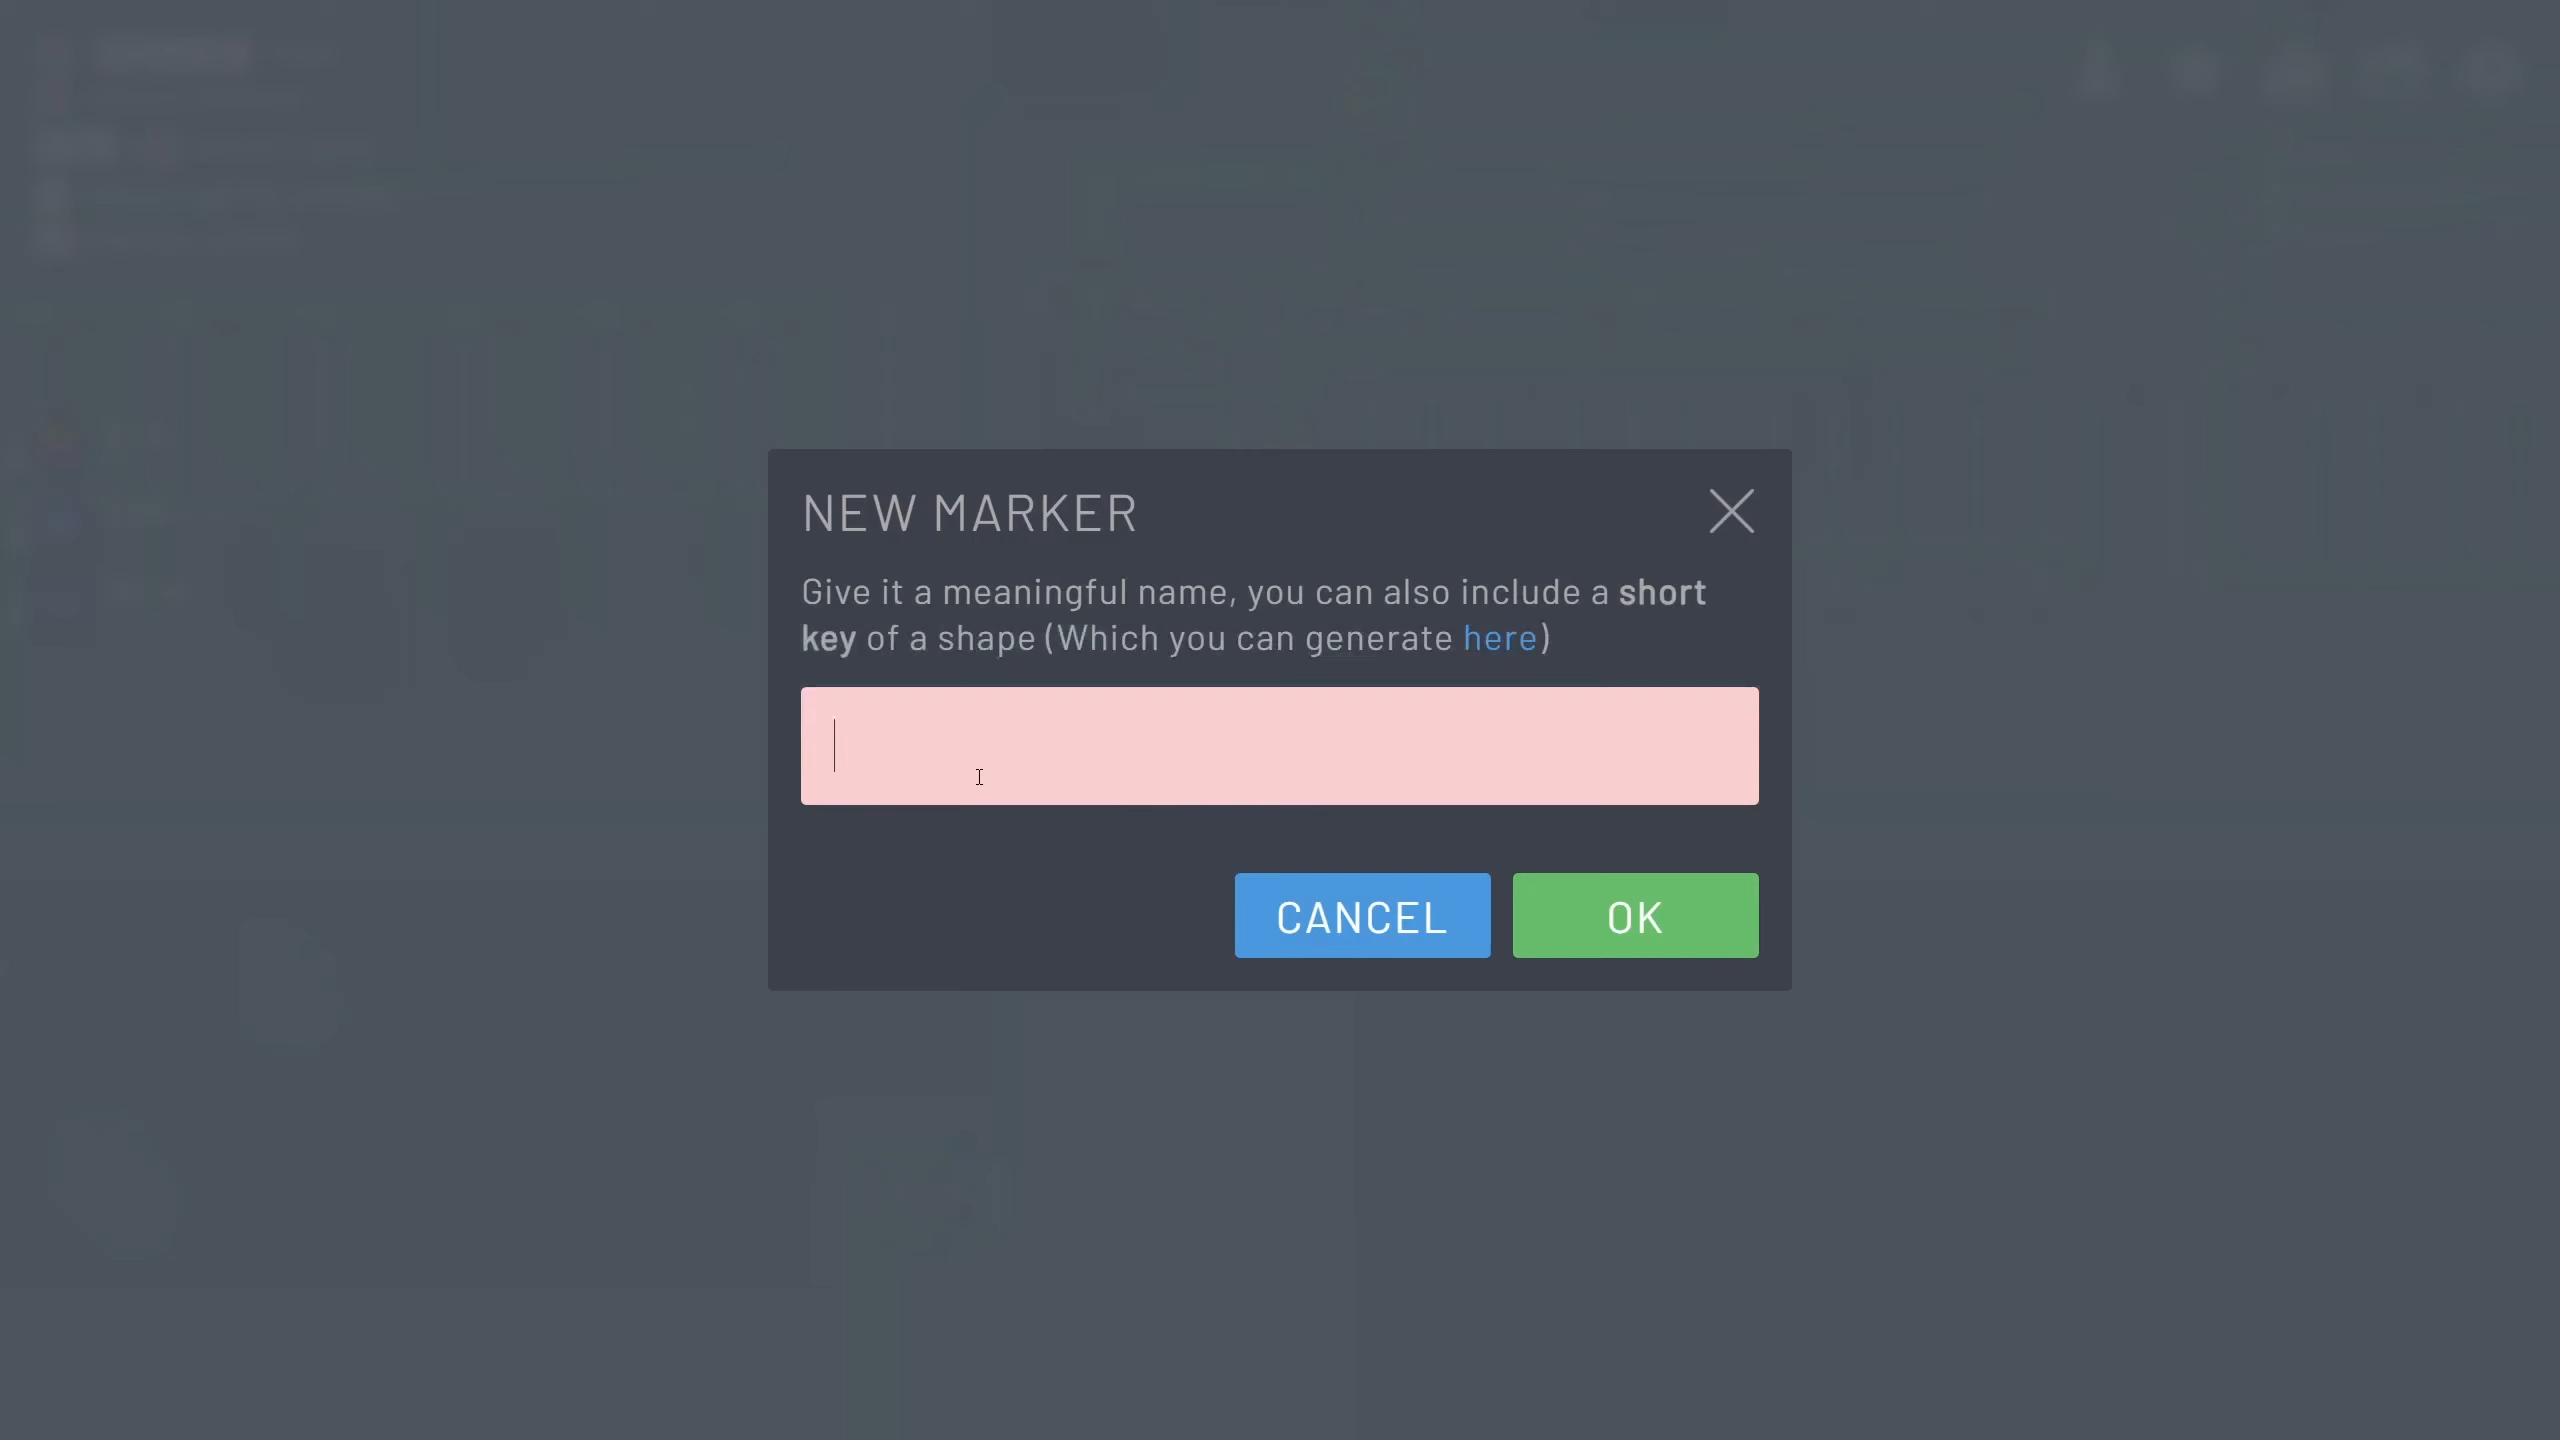 NEW MARKER
Give it a meaningful name, you can also include a short
key of a shape (Which you can generate here)
CANCEL
OK